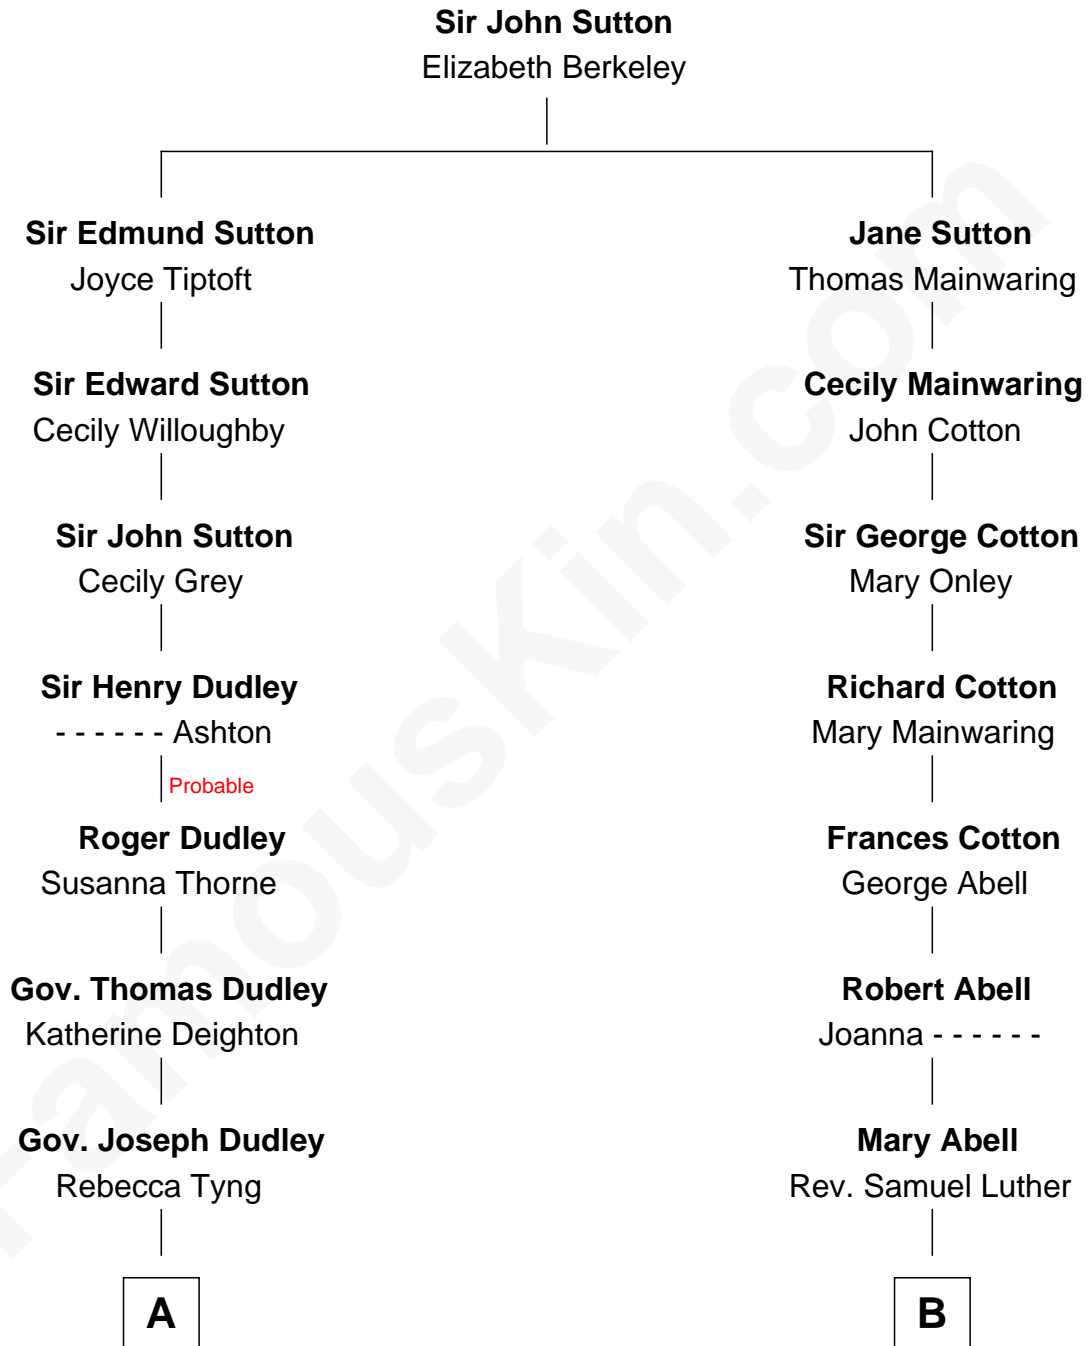 Sir John Sutton
Elizabeth Berkeley
Sir Edmund Sutton
Joyce Tiptoft
Jane Sutton
Thomas Mainwaring
Sir Edward Sutton
Cecily Willoughby
Cecily Mainwaring
John Cotton
Sir John Sutton
Cecily Grey
Sir George Cotton
Mary Onley
Sir Henry Dudley
- - - - - - Ashton
Richard Cotton
Mary Mainwaring
Probable
Roger Dudley
Susanna Thorne
Frances Cotton
George Abell
Gov. Thomas Dudley
Katherine Deighton
Robert Abell
Joanna - - - - - -
Gov. Joseph Dudley
Rebecca Tyng
Mary Abell
Rev. Samuel Luther
A
B
FamousKin.com